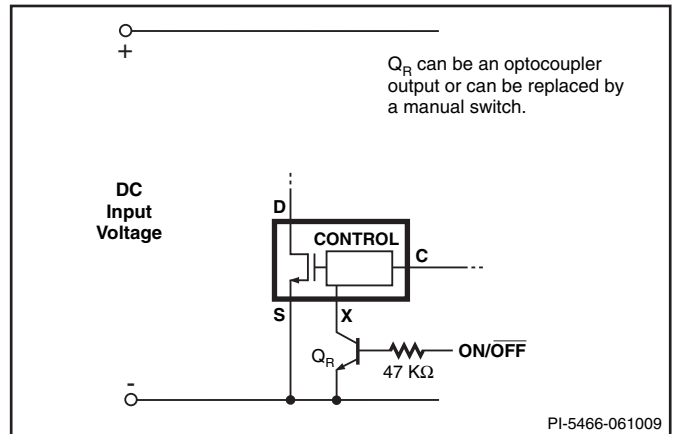 +
Q_R can be an optocoupler
output or can be replaced by
a manual switch.
DC
Input
Voltage
D
CONTROL
C
S
X
Q_R
47 KΩ
ON/O̅F̅F̅
-
PI-5466-061009